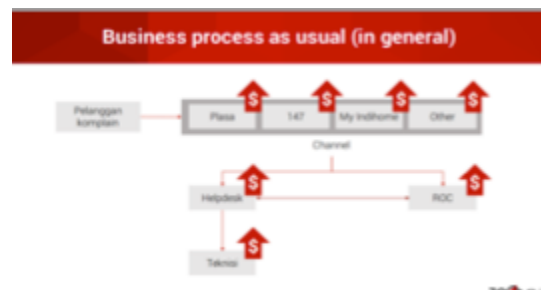 Business process as usual (in general)
$ $ $ $
Pelanggan
komplain
Plasa 147 My Indihome Other
Channel
$ $
Helpdesk ROC
$
Teknisi